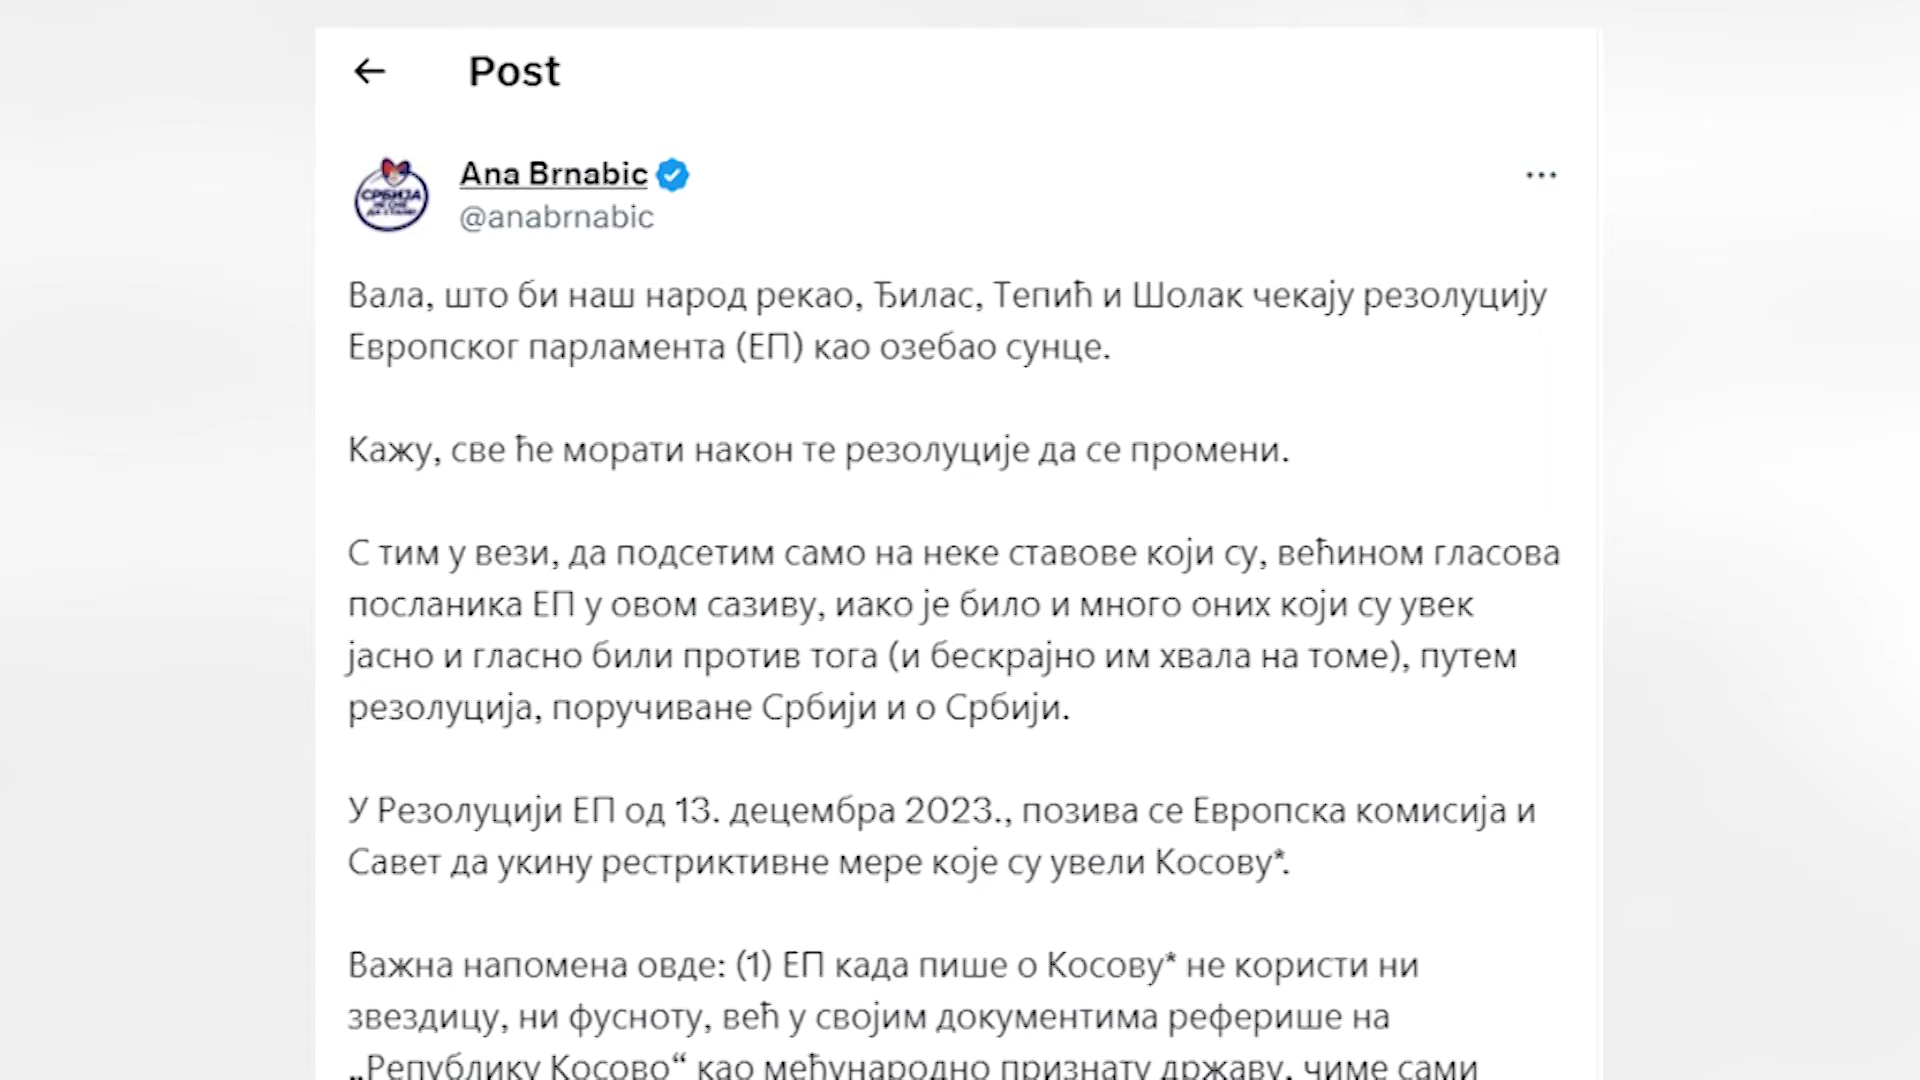 Post
Ana Brnabic
@anabrnabic
СРБИЈА
НЕ СМЕ
ДА СТАНЕ
Вала, што би наш народ рекао, Ђилас, Тепић и Шолак чекају резолуцију
Европског парламента (ЕП) као озебао сунце.
Кажу, све ће морати након те резолуције да се промени.
С тим у вези, да подсетим само на неке ставове који су, већином гласова
посланика ЕП у овом сазиву, иако је било и много оних који су увек
јасно и гласно били против тога (и бескрајно им хвала на томе), путем
резолуција, поручиване Србији и о Србији.
У Резолуцији ЕП од 13. децембра 2023., позива се Европска комисија и
Савет да укину рестриктивне мере које су увели Косову*.
Важна напомена овде: (1) ЕП када пише о Косову* не користи ни
звездицу, ни фусноту, већ у својим документима реферише на
„Републику Косово“ као међународно признату државу, чиме сами